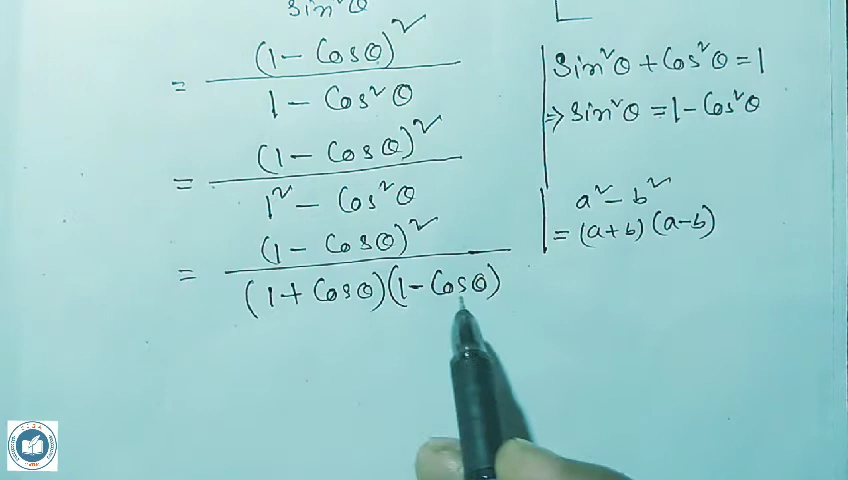 Sin²θ
(1 - Cosθ)²
= ―――――
1 - Cos²θ
(1 - Cosθ)²
= ―――――
1² - Cos²θ
(1 - Cosθ)²
= ―――――
(1 + Cosθ)(1 - Cosθ)
Sin²θ + Cos²θ = 1
⇒ Sin²θ = 1 - Cos²θ
a² - b²
= (a+b) (a-b)